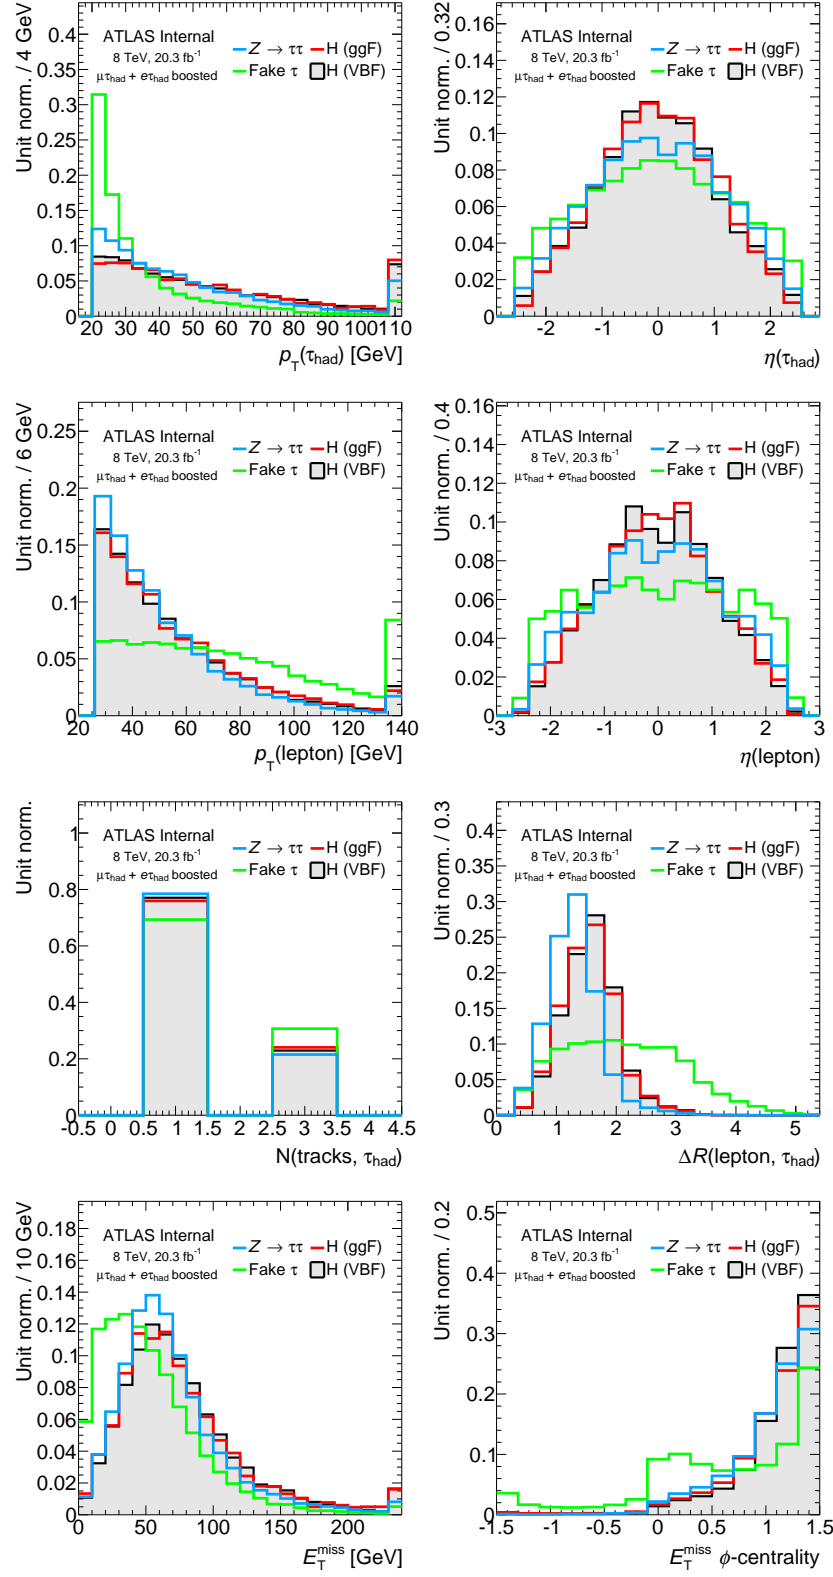 Unit norm. / 4 GeV
0.4
0.35
0.3
0.25
0.2
0.15
0.1
0.05
0
ATLAS Internal
8 TeV, 20.3 fb⁻¹
μτhad + eτhad boosted
Z → ττ
H (ggF)
Fake τ
H (VBF)
20 30 40 50 60 70 80 90 100 110
pT(τhad) [GeV]
Unit norm. / 0.32
0.16
0.14
0.12
0.1
0.08
0.06
0.04
0.02
0
ATLAS Internal
8 TeV, 20.3 fb⁻¹
μτhad + eτhad boosted
Z → ττ
H (ggF)
Fake τ
H (VBF)
-2 -1 0 1 2
η(τhad)
Unit norm. / 6 GeV
0.25
0.2
0.15
0.1
0.05
0
ATLAS Internal
8 TeV, 20.3 fb⁻¹
μτhad + eτhad boosted
Z → ττ
H (ggF)
Fake τ
H (VBF)
20 40 60 80 100 120 140
pT(lepton) [GeV]
Unit norm. / 0.4
0.16
0.14
0.12
0.1
0.08
0.06
0.04
0.02
0
ATLAS Internal
8 TeV, 20.3 fb⁻¹
μτhad + eτhad boosted
Z → ττ
H (ggF)
Fake τ
H (VBF)
-3 -2 -1 0 1 2 3
η(lepton)
Unit norm.
1
0.8
0.6
0.4
0.2
0
ATLAS Internal
8 TeV, 20.3 fb⁻¹
μτhad + eτhad boosted
Z → ττ
H (ggF)
Fake τ
H (VBF)
-0.5 0 0.5 1 1.5 2 2.5 3 3.5 4 4.5
N(tracks, τhad)
Unit norm. / 0.3
0.4
0.35
0.3
0.25
0.2
0.15
0.1
0.05
0
ATLAS Internal
8 TeV, 20.3 fb⁻¹
μτhad + eτhad boosted
Z → ττ
H (ggF)
Fake τ
H (VBF)
0 1 2 3 4 5
ΔR(lepton, τhad)
Unit norm. / 10 GeV
0.18
0.16
0.14
0.12
0.1
0.08
0.06
0.04
0.02
0
ATLAS Internal
8 TeV, 20.3 fb⁻¹
μτhad + eτhad boosted
Z → ττ
H (ggF)
Fake τ
H (VBF)
0 50 100 150 200
ETmiss [GeV]
Unit norm. / 0.2
0.5
0.4
0.3
0.2
0.1
0
ATLAS Internal
8 TeV, 20.3 fb⁻¹
μτhad + eτhad boosted
Z → ττ
H (ggF)
Fake τ
H (VBF)
-1.5 -1 -0.5 0 0.5 1 1.5
ETmiss φ-centrality